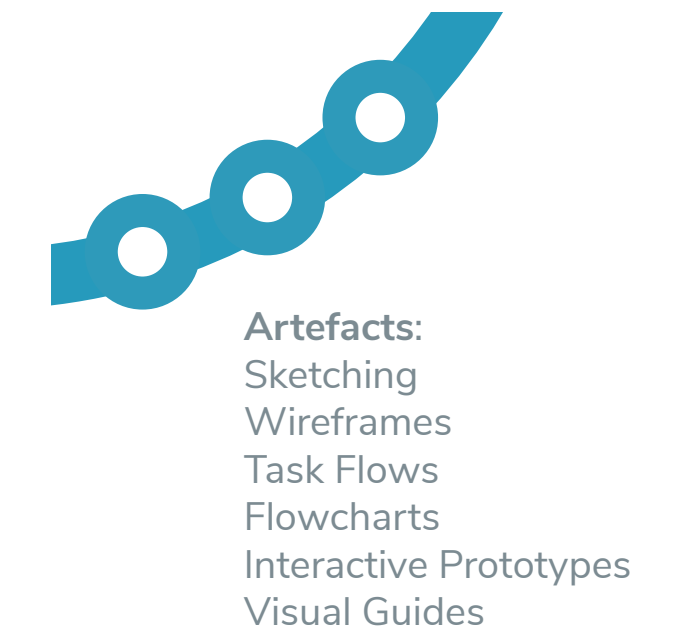 Artefacts:
Sketching
Wireframes
Task Flows
Flowcharts
Interactive Prototypes
Visual Guides